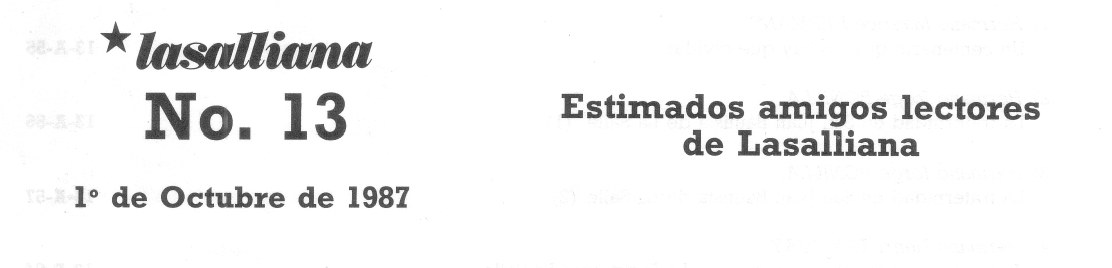 ★lasalliana
No. 13
1º de Octubre de 1987
Estimados amigos lectores
de Lasalliana